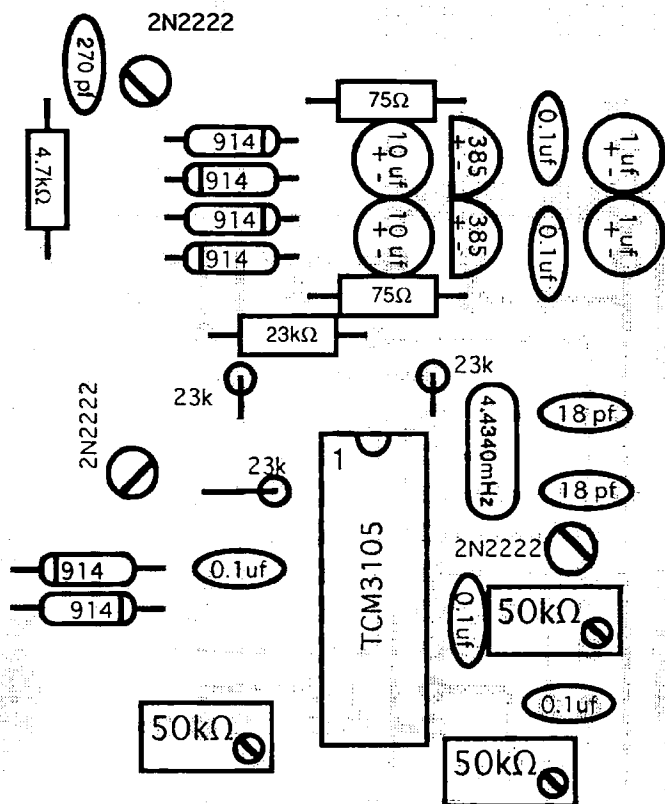 2N2222
270 pf
4.7kΩ
914
914
914
914
75Ω
10 uf
+ -
10 uf
+ -
75Ω
385
+ -
385
+ -
0.1uf
0.1uf
1 uf
+ -
1 uf
+ -
23kΩ
23k
23k
2N2222
23k
1
TCM3105
4.4340mHz
18 pf
18 pf
2N2222
914
914
0.1uf
0.1uf
50kΩ
0.1uf
50kΩ
50kΩ